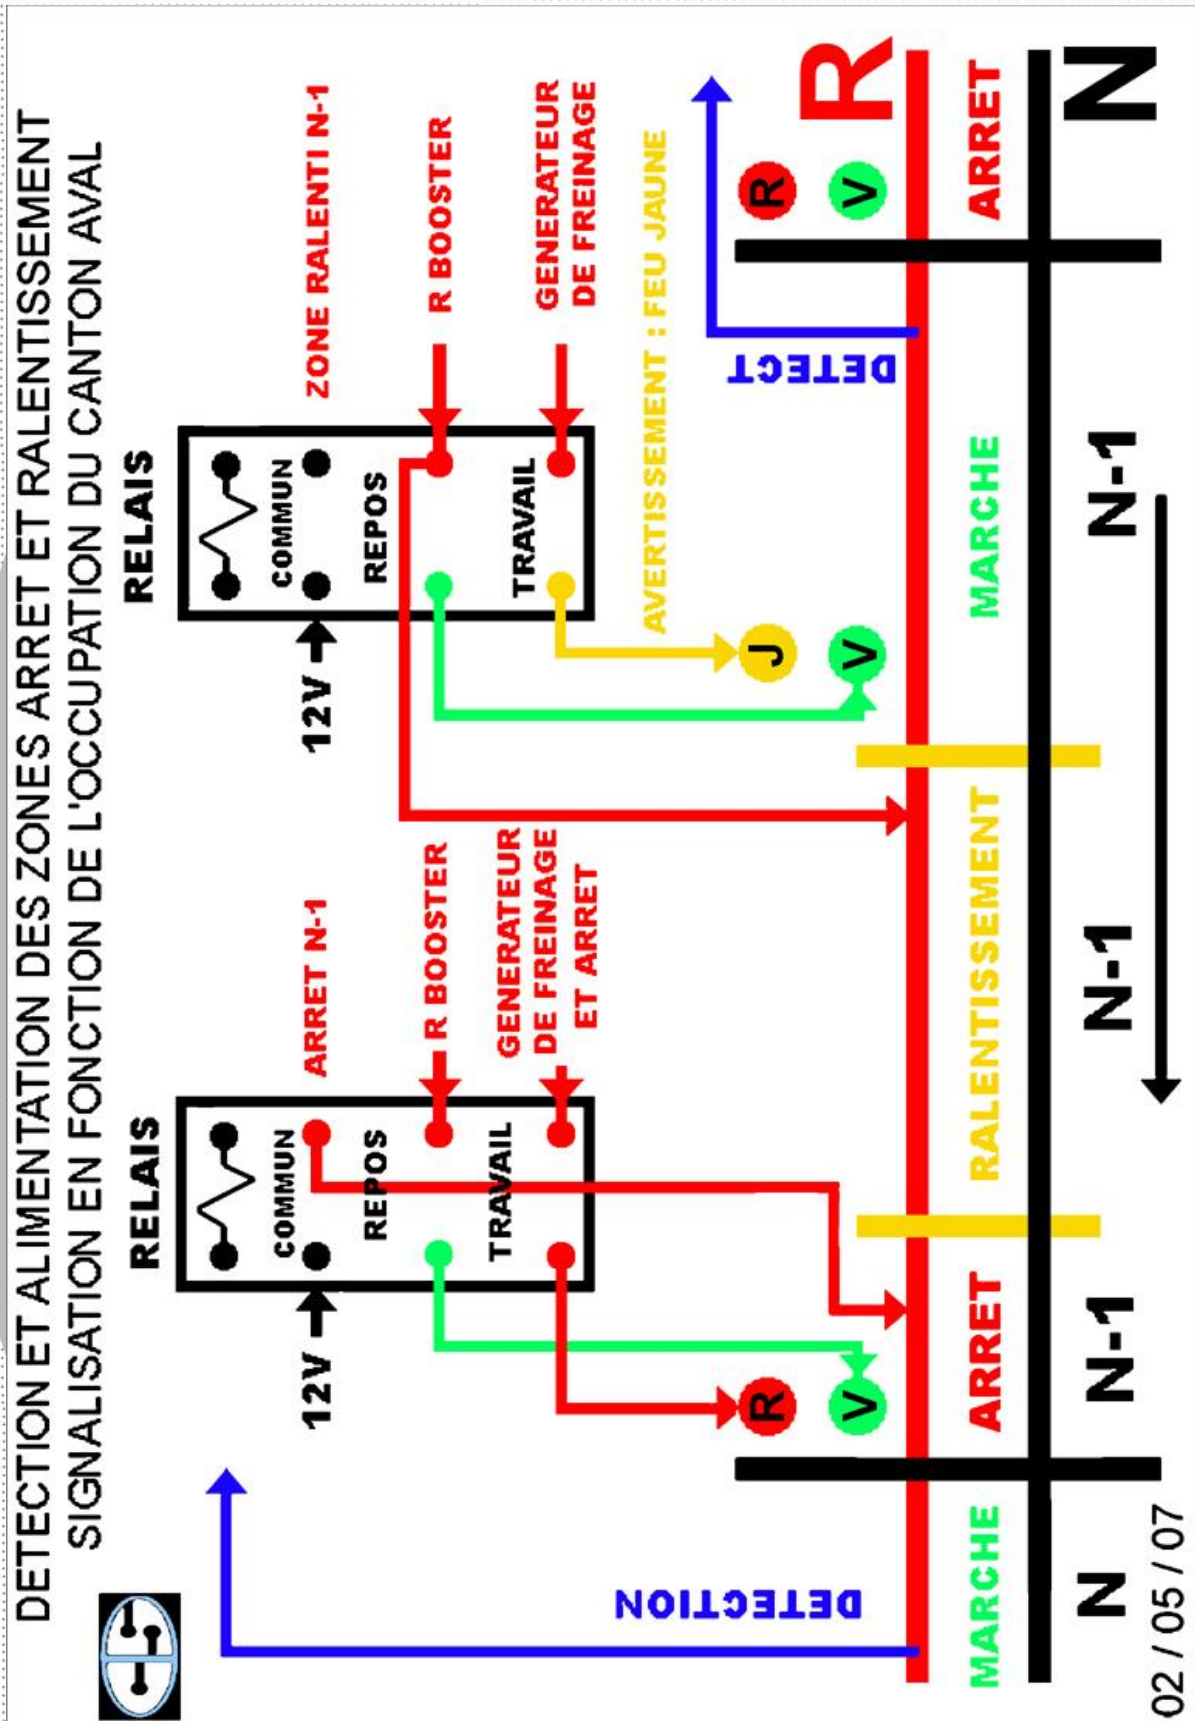 DETECTION ET ALIMENTATION DES ZONES ARRET ET RALENTISSEMENT
SIGNALISATION EN FONCTION DE L'OCCUPATION DU CANTON AVAL
RELAIS
RELAIS
12V
COMMUN
ARRET N-1
12V
COMMUN
ZONE RALENTI N-1
REPOS
R BOOSTER
REPOS
R BOOSTER
TRAVAIL
GENERATEUR
DE FREINAGE
ET ARRET
TRAVAIL
GENERATEUR
DE FREINAGE
AVERTISSEMENT : FEU JAUNE
DETECTION
R
V
J
V
DETECT
R
V
R
MARCHE
ARRET
RALENTISSEMENT
MARCHE
ARRET
N
N-1
N-1
N-1
N
02 / 05 / 07